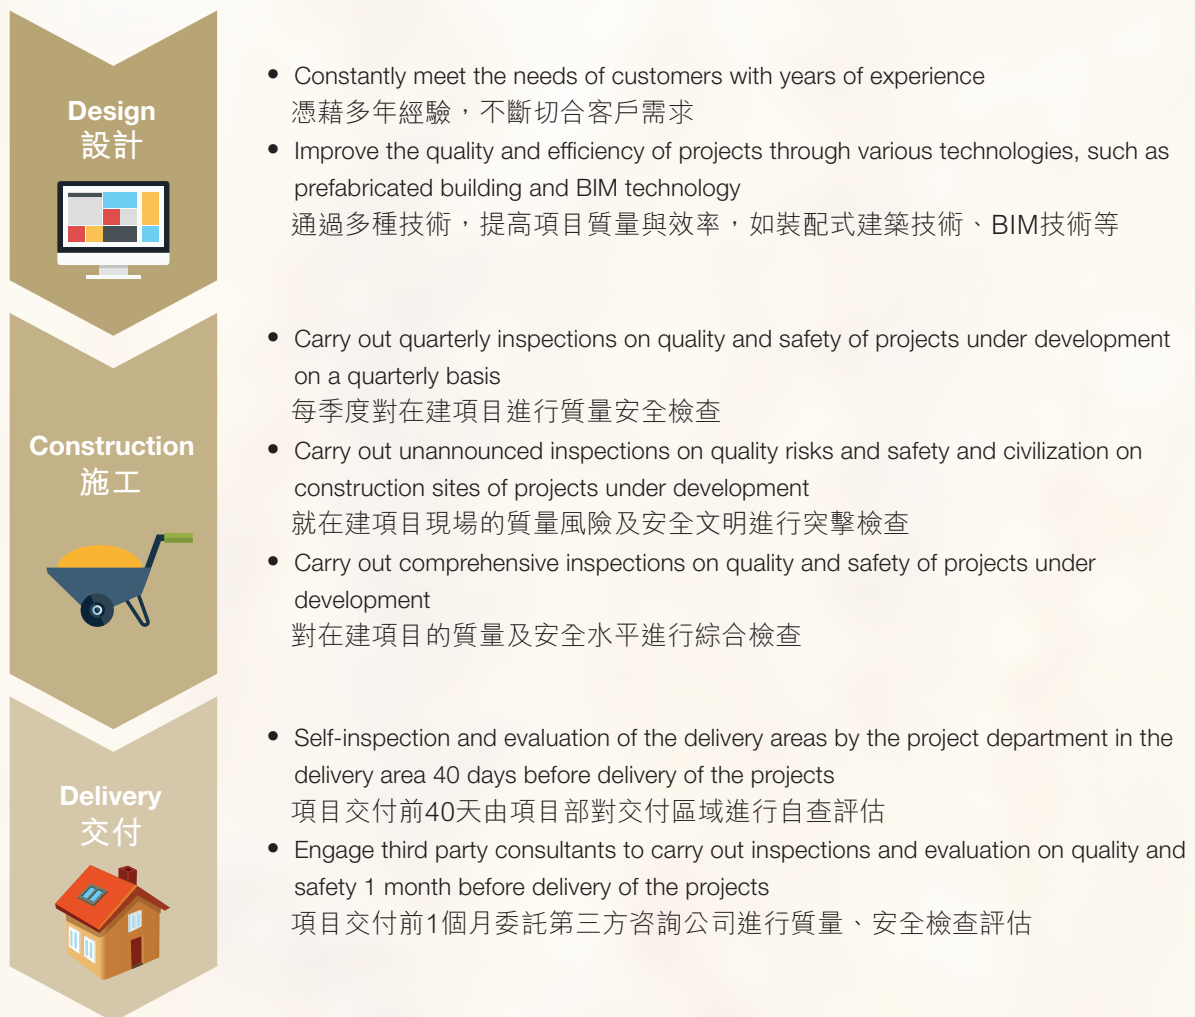 Design
設計
• Constantly meet the needs of customers with years of experience
憑藉多年經驗，不斷切合客戶需求
• Improve the quality and efficiency of projects through various technologies, such as
prefabricated building and BIM technology
通過多種技術，提高項目質量與效率，如裝配式建築技術、BIM技術等
Construction
施工
• Carry out quarterly inspections on quality and safety of projects under development
on a quarterly basis
每季度對在建項目進行質量安全檢查
• Carry out unannounced inspections on quality risks and safety and civilization on
construction sites of projects under development
就在建項目現場的質量風險及安全文明進行突擊檢查
• Carry out comprehensive inspections on quality and safety of projects under
development
對在建項目的質量及安全水平進行綜合檢查
Delivery
交付
• Self-inspection and evaluation of the delivery areas by the project department in the
delivery area 40 days before delivery of the projects
項目交付前40天由項目部對交付區域進行自查評估
• Engage third party consultants to carry out inspections and evaluation on quality and
safety 1 month before delivery of the projects
項目交付前1個月委託第三方咨詢公司進行質量、安全檢查評估